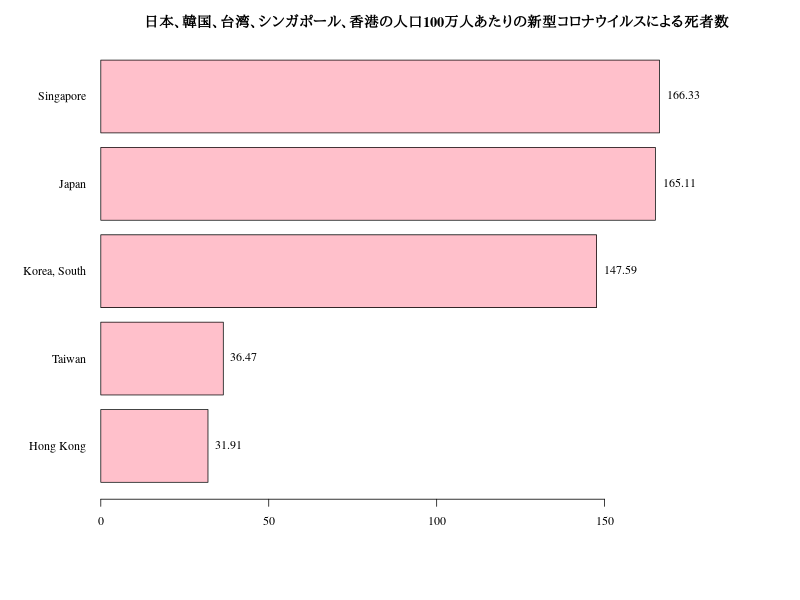 日本、韓国、台湾、シンガポール、香港の人口100万人あたりの新型コロナウイルスによる死者数
Singapore 166.33
Japan 165.11
Korea, South 147.59
Taiwan 36.47
Hong Kong 31.91
0 50 100 150